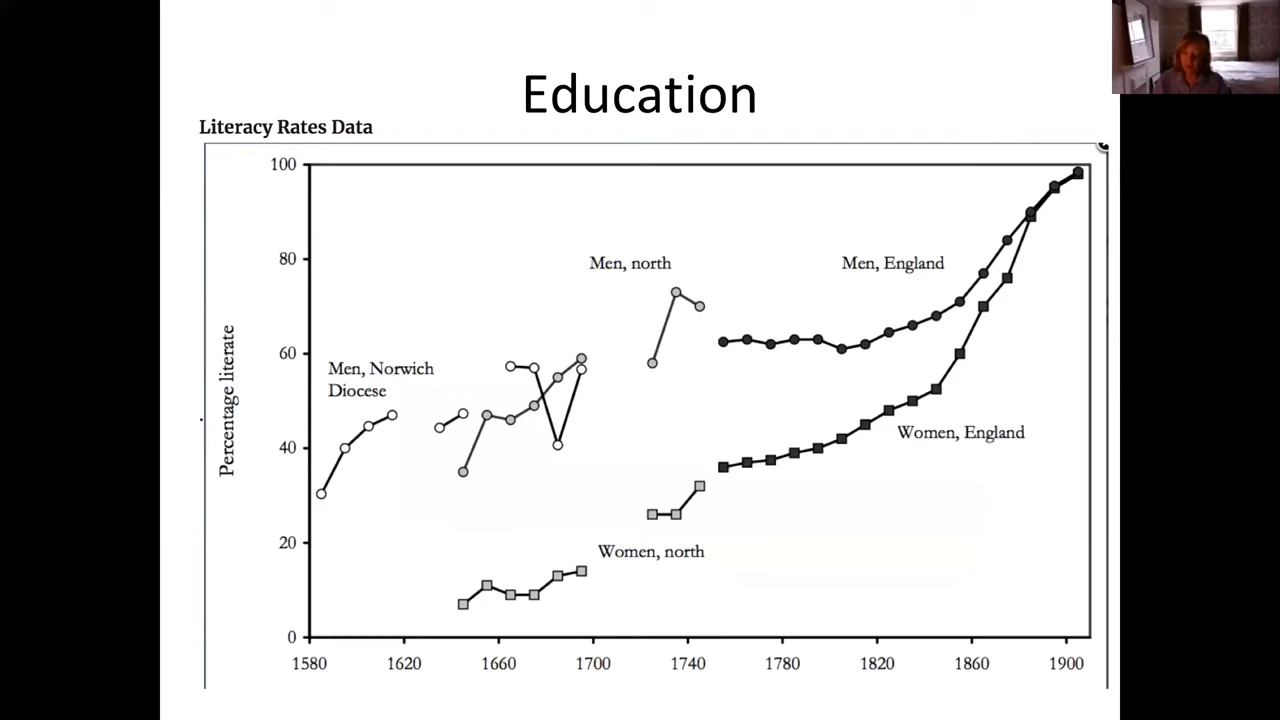 Education
Literacy Rates Data
100
80
60
40
20
0
Percentage literate
Men, north
Men, England
Men, Norwich
Diocese
Women, England
Women, north
1580 1620 1660 1700 1740 1780 1820 1860 1900